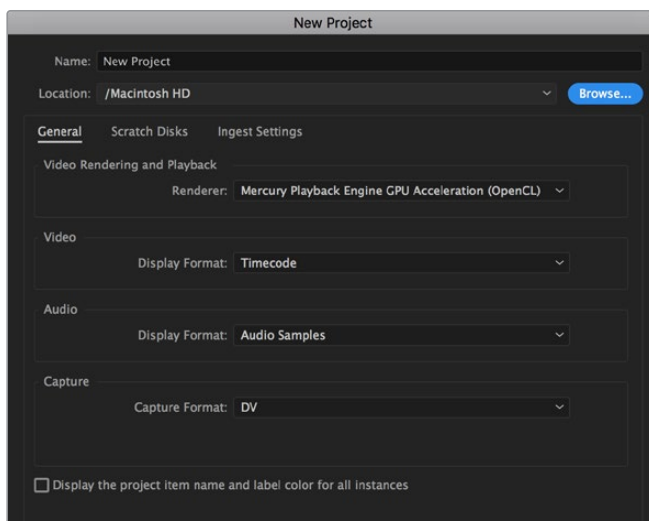 New Project
Name: New Project
Location: /Macintosh HD Browse...
General Scratch Disks Ingest Settings
Video Rendering and Playback
Renderer: Mercury Playback Engine GPU Acceleration (OpenCL)
Video
Display Format: Timecode
Audio
Display Format: Audio Samples
Capture
Capture Format: DV
Display the project item name and label color for all instances